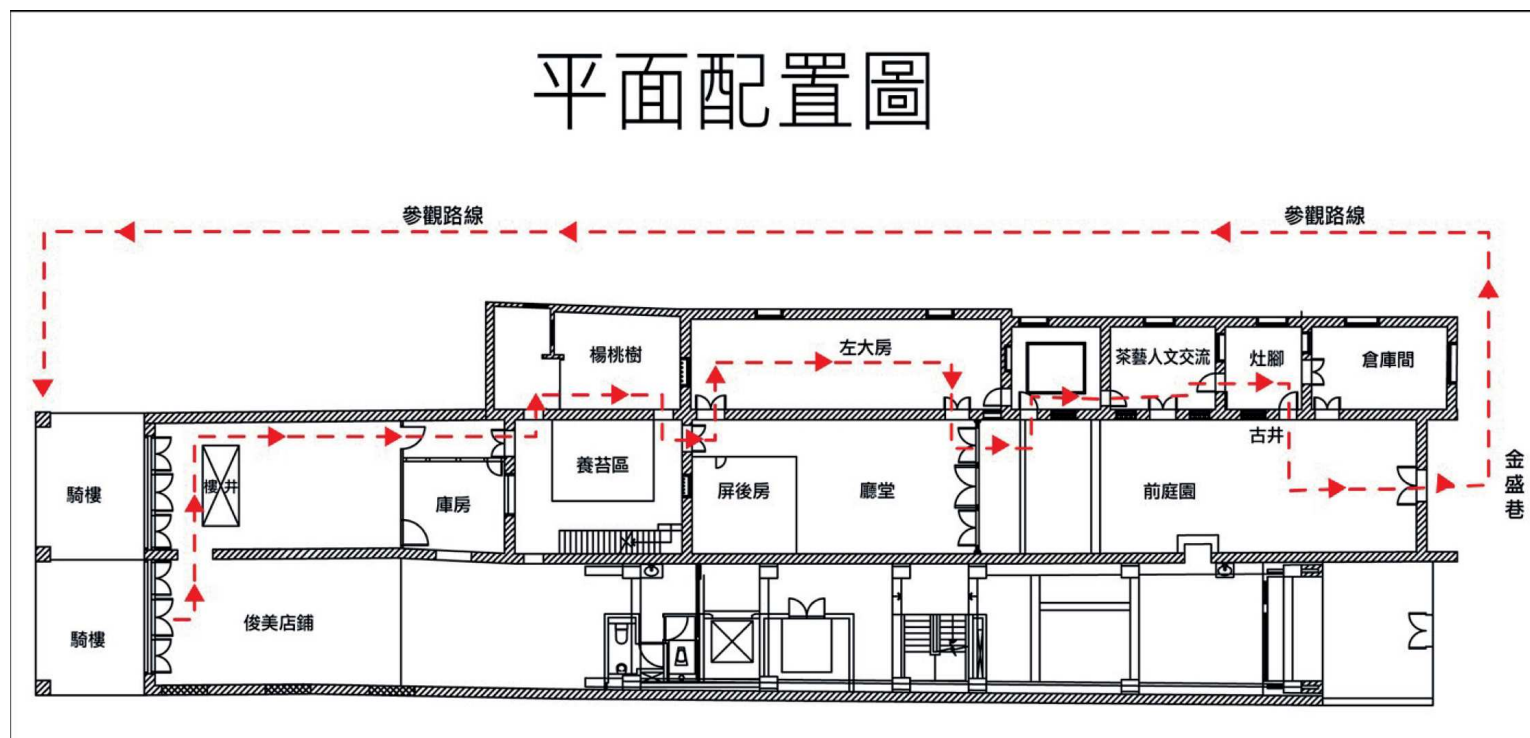 平面配置圖
參觀路線
參觀路線
楊桃樹
左大房
茶藝人文交流
灶腳
倉庫間
古井
騎樓
樓井
庫房
養苔區
屏後房
廳堂
前庭園
金盛巷
騎樓
俊美店鋪